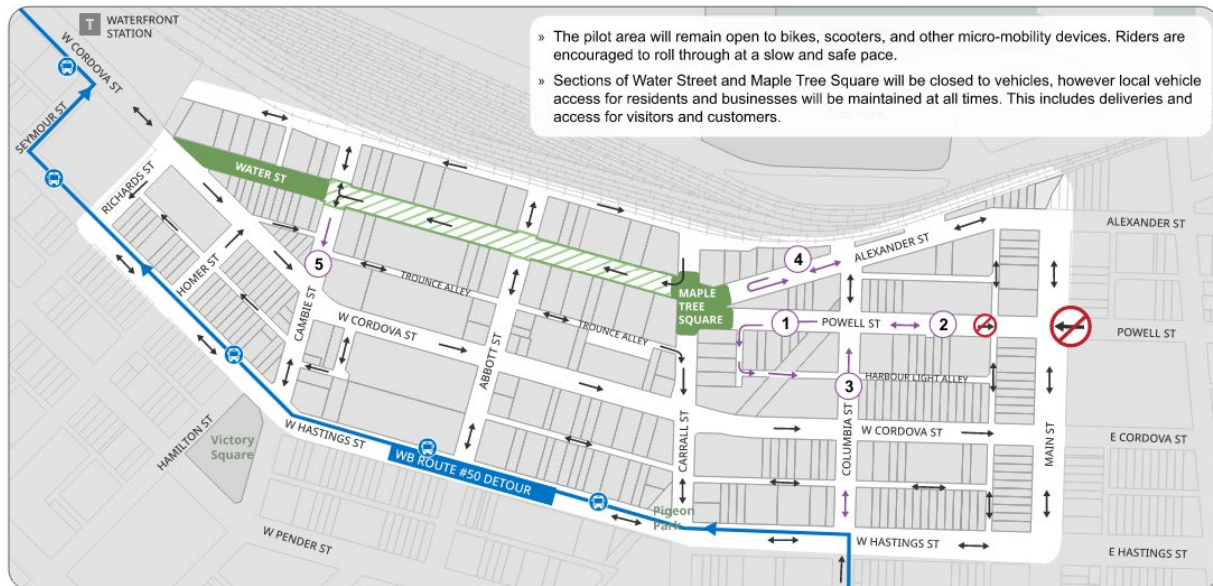 T WATERFRONT
STATION
» The pilot area will remain open to bikes, scooters, and other micro-mobility devices. Riders are
encouraged to roll through at a slow and safe pace.
» Sections of Water Street and Maple Tree Square will be closed to vehicles, however local vehicle
access for residents and businesses will be maintained at all times. This includes deliveries and
access for visitors and customers.
W CORDOVA ST
SEYMOUR ST
RICHARDS ST
WATER ST
HOMER ST
5
CAMBIE ST
TROUNCE ALLEY
W CORDOVA ST
ABBOTT ST
TROUNCE ALLEY
MAPLE
TREE
SQUARE
4
ALEXANDER ST
ALEXANDER ST
1
POWELL ST
2
POWELL ST
3
HARBOUR LIGHT ALLEY
CARRALL ST
COLUMBIA ST
W CORDOVA ST
MAIN ST
E CORDOVA ST
HAMILTON ST
Victory
Square
W HASTINGS ST
WB ROUTE #50 DETOUR
Pigeon
Park
W PENDER ST
W HASTINGS ST
E HASTINGS ST